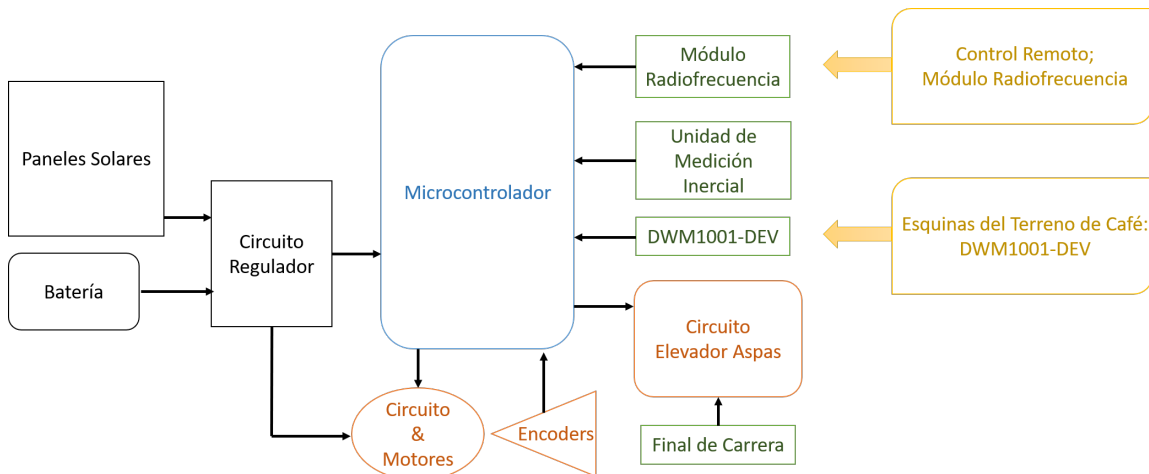 Paneles Solares
Batería
Circuito
Regulador
Microcontrolador
Circuito
&
Motores
Encoders
Módulo
Radiofrecuencia
Unidad de
Medición
Inercial
DWM1001-DEV
Circuito
Elevador Aspas
Final de Carrera
Control Remoto;
Módulo Radiofrecuencia
Esquinas del Terreno de Café:
DWM1001-DEV